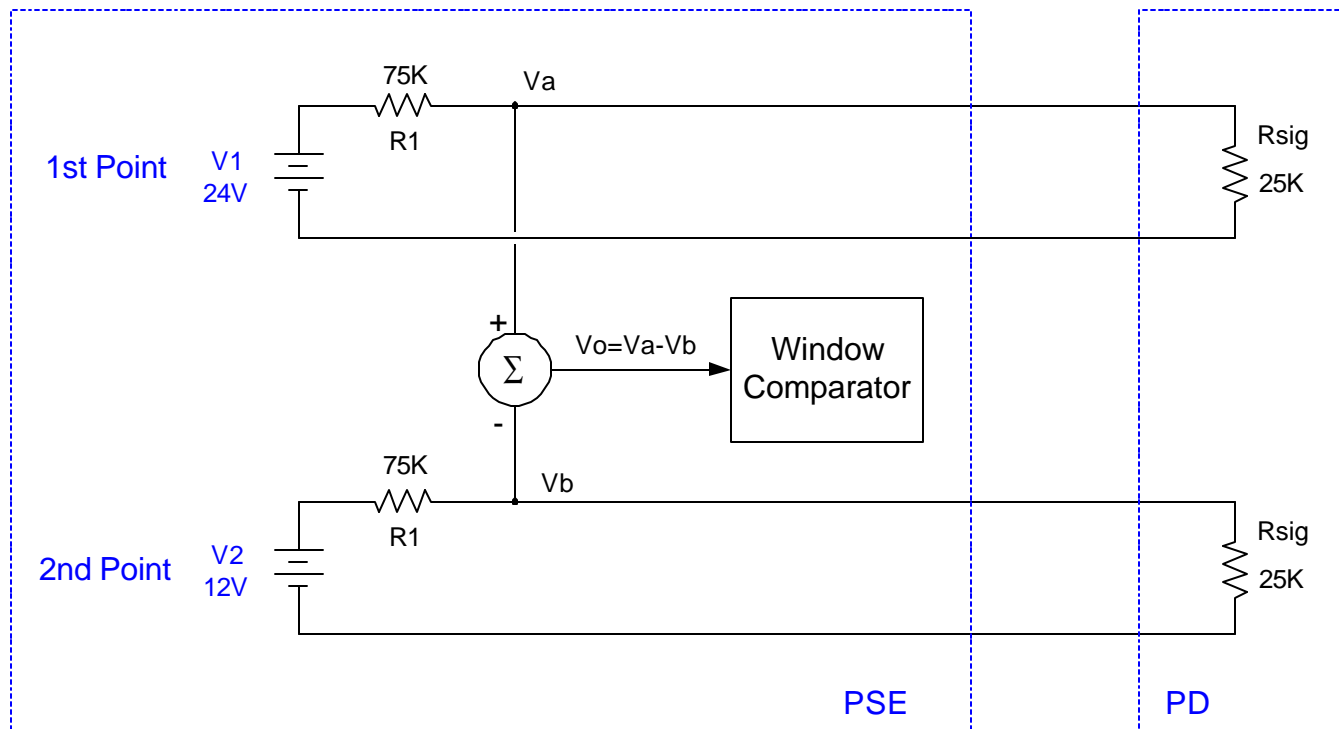 75K
Va
R1
1st Point
V1
24V
Rsig
25K
+
Σ
Vo=Va-Vb
Window
Comparator
-
75K
Vb
R1
2nd Point
V2
12V
Rsig
25K
PSE
PD